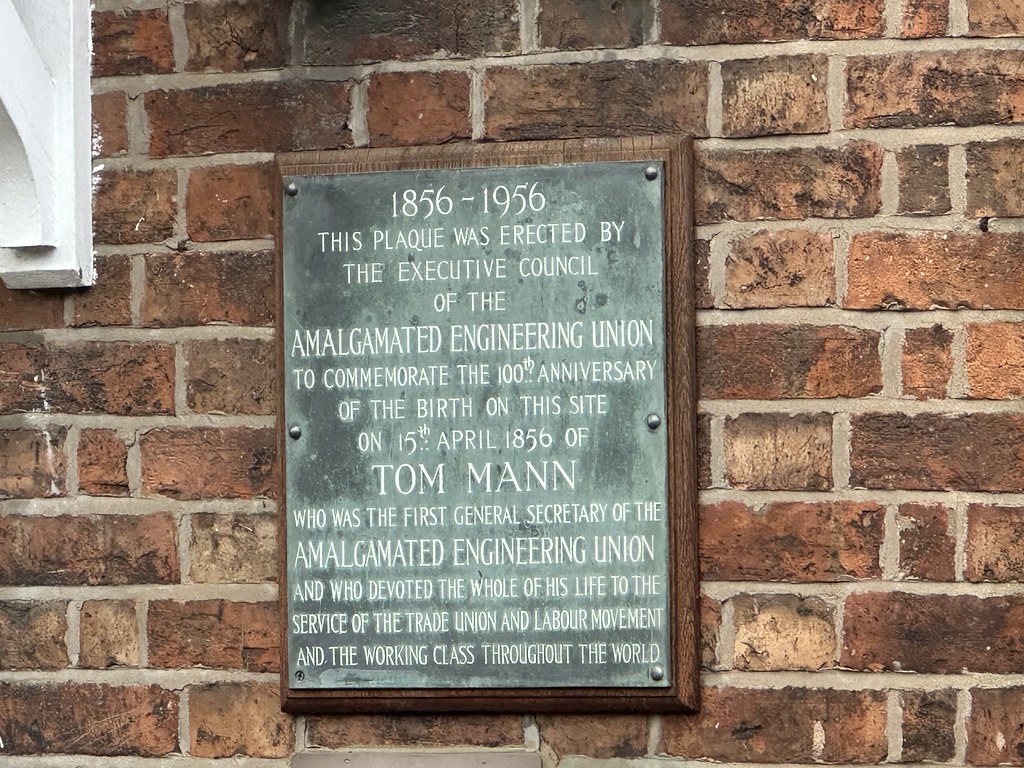 1856 - 1956
THIS PLAQUE WAS ERECTED BY
THE EXECUTIVE COUNCIL
OF THE
AMALGAMATED ENGINEERING UNION
TO COMMEMORATE THE 100th ANNIVERSARY
OF THE BIRTH ON THIS SITE
ON 15th APRIL 1856 OF
TOM MANN
WHO WAS THE FIRST GENERAL SECRETARY OF THE
AMALGAMATED ENGINEERING UNION
AND WHO DEVOTED THE WHOLE OF HIS LIFE TO THE
SERVICE OF THE TRADE UNION AND LABOUR MOVEMENT
AND THE WORKING CLASS THROUGHOUT THE WORLD